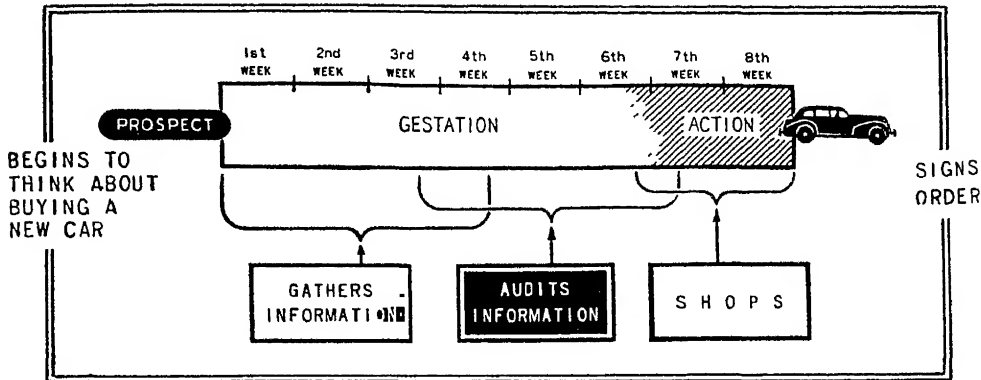 1st 2nd 3rd 4th 5th 6th 7th 8th
WEEK WEEK WEEK WEEK WEEK WEEK WEEK WEEK
PROSPECT GESTATION ACTION
BEGINS TO
THINK ABOUT
BUYING A
NEW CAR
SIGNS
ORDER
GATHERS
INFORMATION
AUDITS
INFORMATION
SHOPS